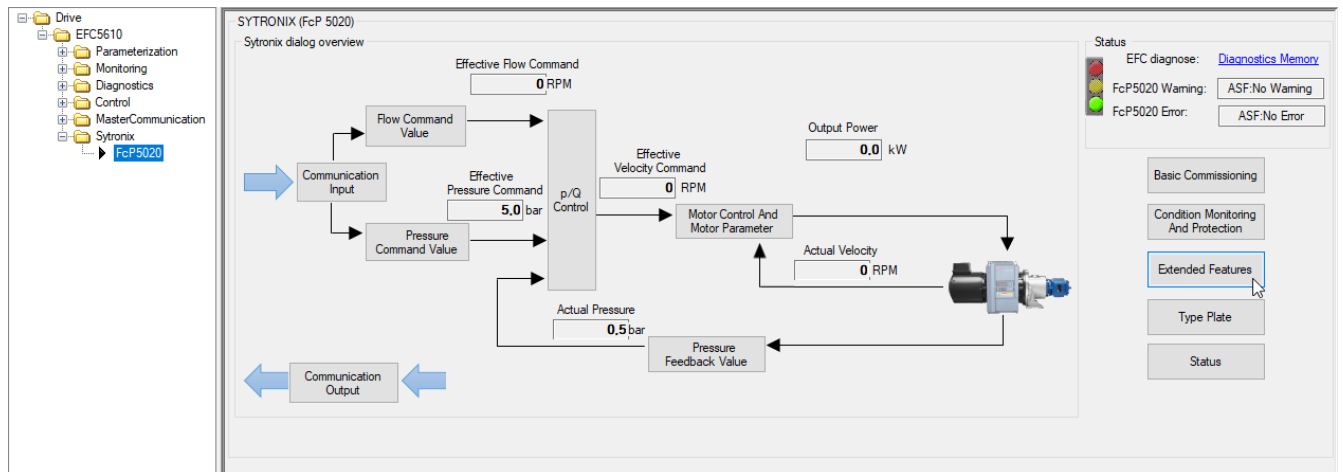 Drive
EFC5610
Parameterization
Monitoring
Diagnostics
Control
MasterCommunication
Sytronix
FcP5020
SYTRONIX (FcP 5020)
Sytronix dialog overview
Effective Flow Command
0 RPM
Flow Command
Value
Communication
Input
Effective
Pressure Command
5,0 bar
Pressure
Command Value
p/Q
Control
Effective
Velocity Command
0 RPM
Output Power
0,0 kW
Motor Control And
Motor Parameter
Actual Velocity
0 RPM
Actual Pressure
0,5 bar
Pressure
Feedback Value
Communication
Output
Status
EFC diagnose: Diagnostics Memory
FcP5020 Warning: ASF:No Warning
FcP5020 Error: ASF:No Error
Basic Commissioning
Condition Monitoring
And Protection
Extended Features
Type Plate
Status